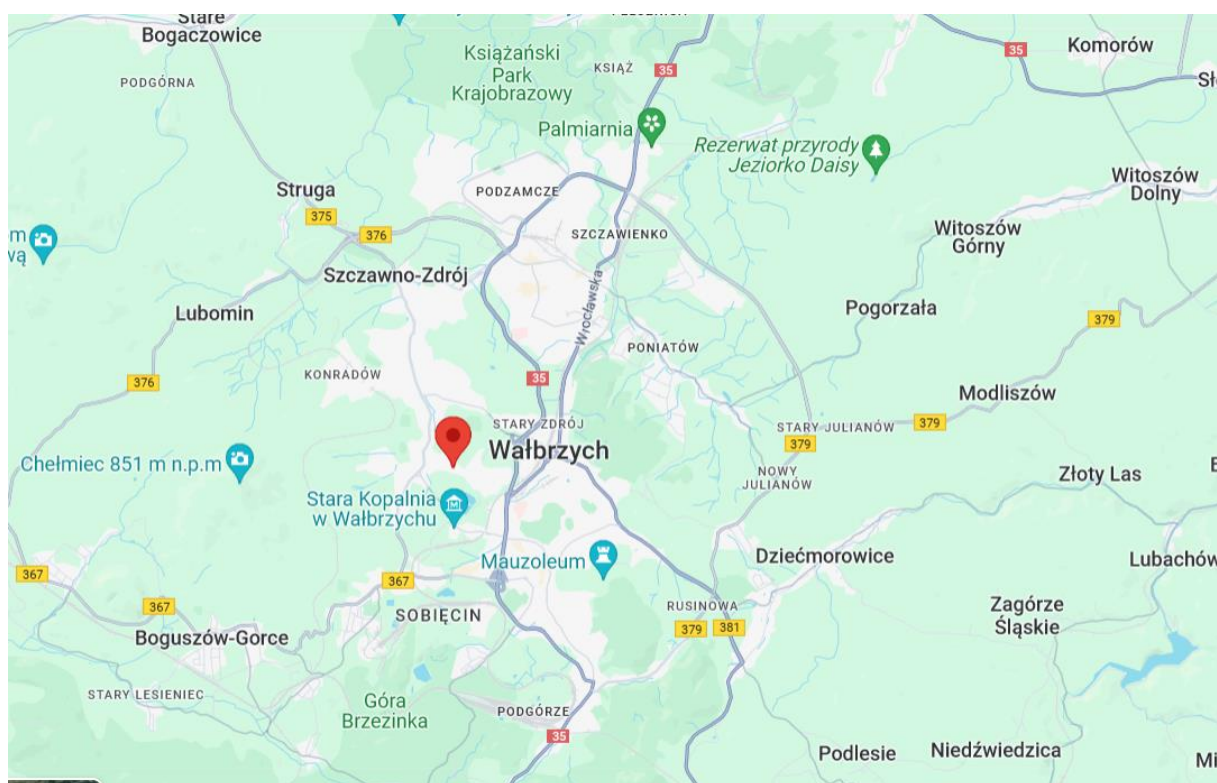 Stare
Bogaczowice
PODGÓRNA
Książański
Park
Krajobrazowy
KSIĄŻ
35
35
Komorów
Palmiarnia
Rezerwat przyrody
Jeziorko Daisy
Witoszów
Dolny
Struga
PODZAMCZE
375
376
SZCZAWIENKO
Witoszów
Górny
Szczawno-Zdrój
Lubomin
Wrocławska
Pogorzała
379
PONIATÓW
KONRADÓW
376
35
Modliszów
STARY ZDRÓJ
STARY JULIANÓW
379
379
Wałbrzych
Chełmiec 851 m n.p.m
NOWY
JULIANÓW
Złoty Las
Stara Kopalnia
w Wałbrzychu
Mauzoleum
Dziećmorowice
Lubachów
367
367
367
SOBIĘCIN
RUSINOWA
Zagórze
Śląskie
379
381
Boguszów-Gorce
STARY LESIENIEC
Góra
Brzezinka
PODGÓRZE
35
Podlesie
Niedźwiedzica